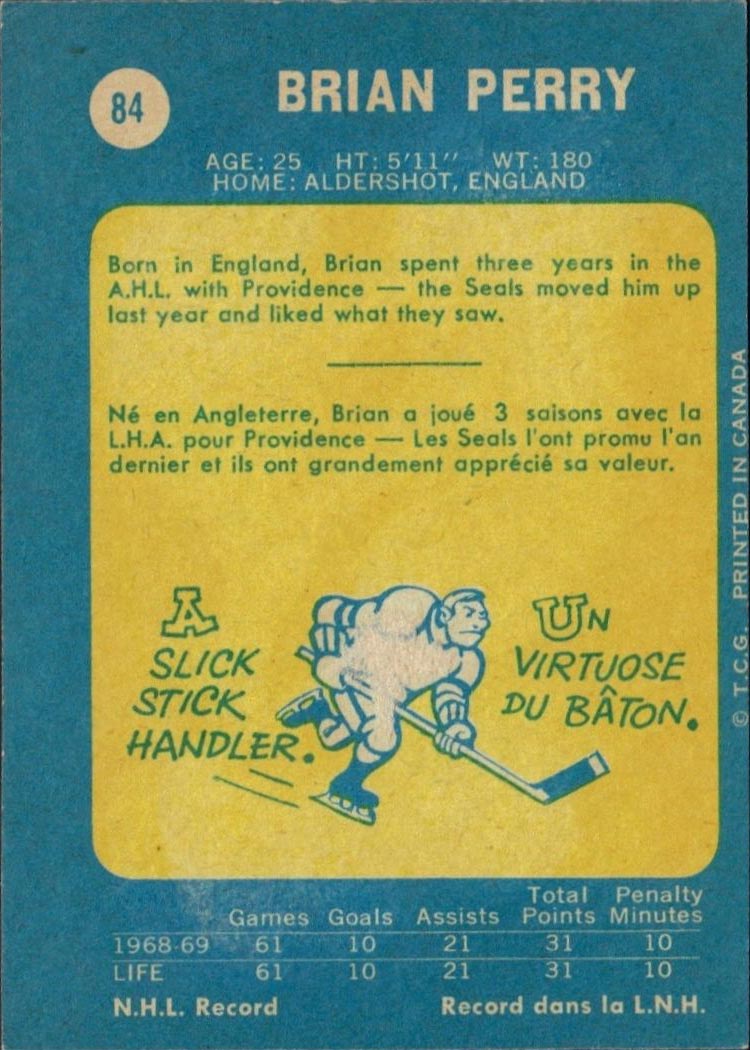 84
BRIAN PERRY
AGE: 25 HT: 5'11'' WT: 180
HOME: ALDERSHOT, ENGLAND
Born in England, Brian spent three years in the
A.H.L. with Providence — the Seals moved him up
last year and liked what they saw.
Né en Angleterre, Brian a joué 3 saisons avec la
L.H.A. pour Providence — Les Seals l'ont promu l'an
dernier et ils ont grandement apprécié sa valeur.
A
SLICK
STICK
HANDLER.
UN
VIRTUOSE
DU BÂTON.
© T.C.G. PRINTED IN CANADA
Games Goals Assists Total Points Penalty Minutes
1968-69 61 10 21 31 10
LIFE 61 10 21 31 10
N.H.L. Record Record dans la L.N.H.